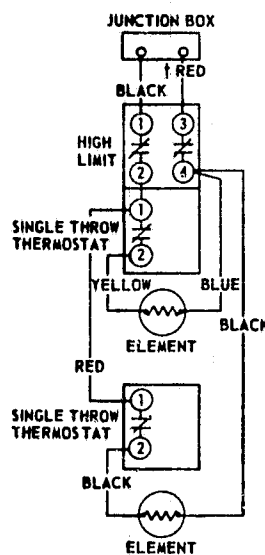 JUNCTION BOX
↑ RED
BLACK
1 3
HIGH
LIMIT
2 4
1
SINGLE THROW
THERMOSTAT
2
YELLOW BLUE
BLACK
ELEMENT
RED
1
SINGLE THROW
THERMOSTAT
2
BLACK
ELEMENT